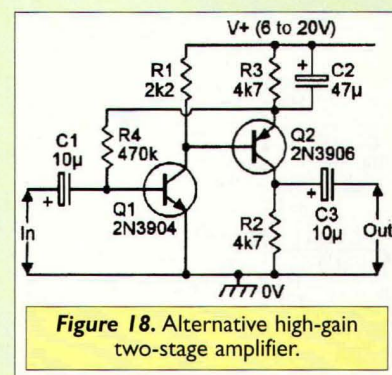 V+ (6 to 20V)
R1
2k2
R3
4k7
C2
47µ
+
C1
10µ
+
R4
470k
Q2
2N3906
Q1
2N3904
In
R2
4k7
+
C3
10µ
Out
0V
Figure 18. Alternative high-gain
two-stage amplifier.